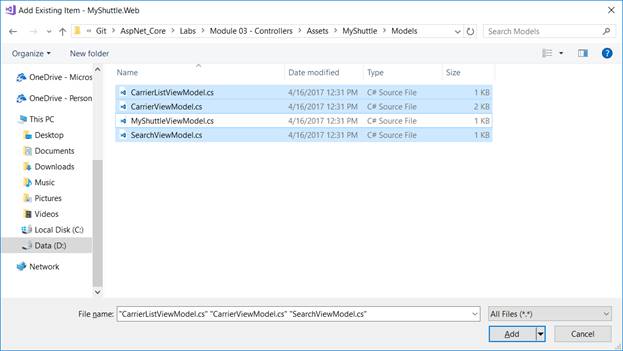 Add Existing Item - MyShuttle.Web
« Git > AspNet_Core > Labs > Module 03 - Controllers > Assets > MyShuttle > Models
Search Models
Organize New folder
Name Date modified Type Size
OneDrive - Micros
OneDrive - Person
This PC
Desktop
Documents
Downloads
Music
Pictures
Videos
Local Disk (C:)
Data (D:)
Network
CarrierListViewModel.cs 4/16/2017 12:31 PM C# Source File 1 KB
CarrierViewModel.cs 4/16/2017 12:31 PM C# Source File 2 KB
MyShuttleViewModel.cs 4/16/2017 12:31 PM C# Source File 1 KB
SearchViewModel.cs 4/16/2017 12:31 PM C# Source File 1 KB
File name: "CarrierListViewModel.cs" "CarrierViewModel.cs" "SearchViewModel.cs"
All Files (*.*)
Add Cancel